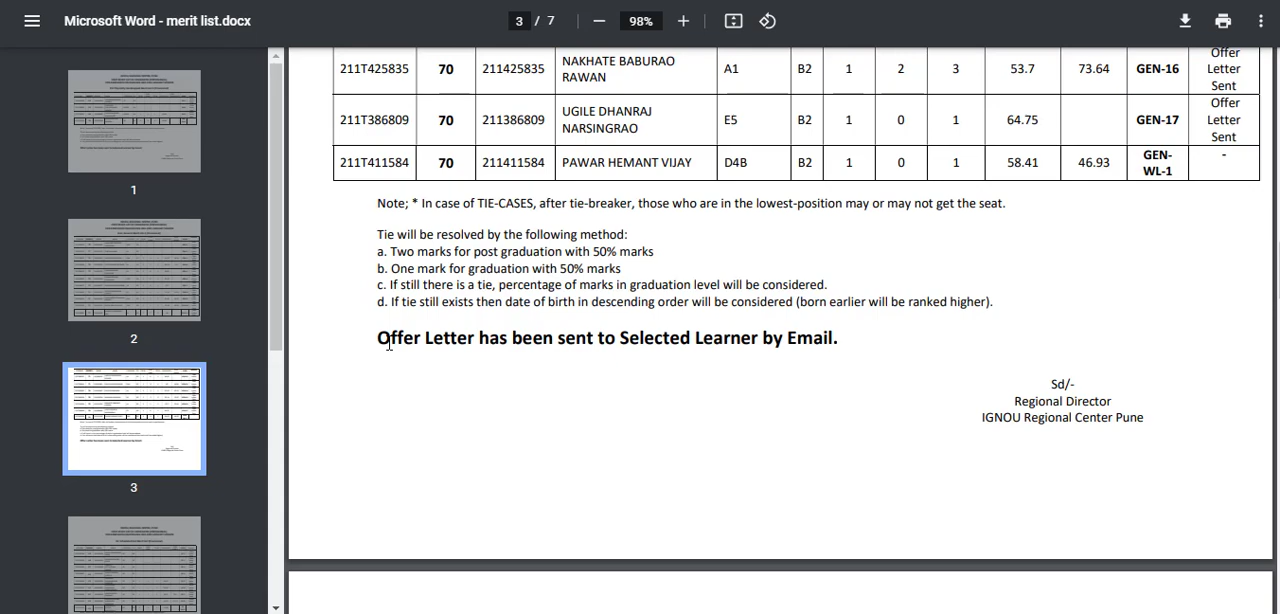 Microsoft Word - merit list.docx
3 / 7
98%
1
2
3
Offer
Letter
Sent
211T425835 70 211425835 NAKHATE BABURAO RAWAN A1 B2 1 2 3 53.7 73.64 GEN-16
Offer
Letter
Sent
211T386809 70 211386809 UGILE DHANRAJ NARSINGRAO E5 B2 1 0 1 64.75 GEN-17
211T411584 70 211411584 PAWAR HEMANT VIJAY D4B B2 1 0 1 58.41 46.93 GEN-WL-1 -
Note; * In case of TIE-CASES, after tie-breaker, those who are in the lowest-position may or may not get the seat.
Tie will be resolved by the following method:
a. Two marks for post graduation with 50% marks
b. One mark for graduation with 50% marks
c. If still there is a tie, percentage of marks in graduation level will be considered.
d. If tie still exists then date of birth in descending order will be considered (born earlier will be ranked higher).
Offer Letter has been sent to Selected Learner by Email.
Sd/-
Regional Director
IGNOU Regional Center Pune